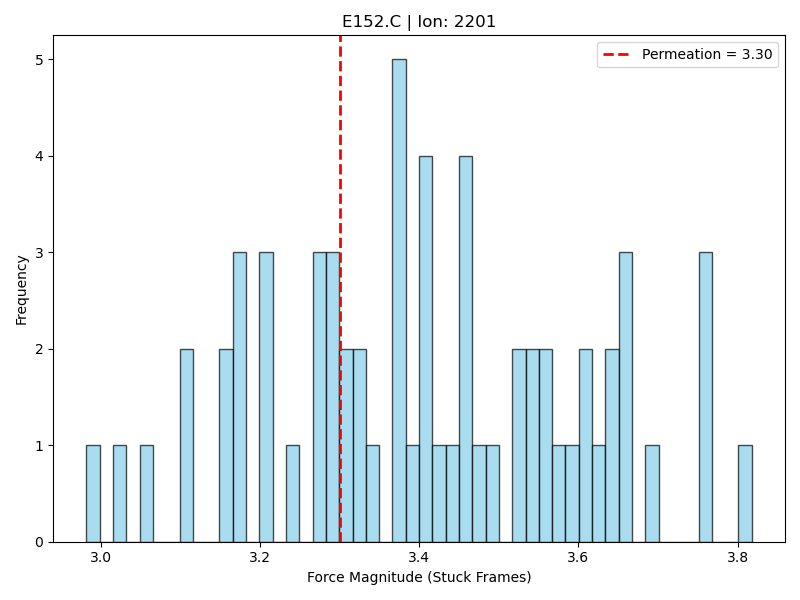 E152.C | Ion: 2201
Permeation = 3.30
5
4
3
2
1
0
Frequency
3.0 3.2 3.4 3.6 3.8
Force Magnitude (Stuck Frames)